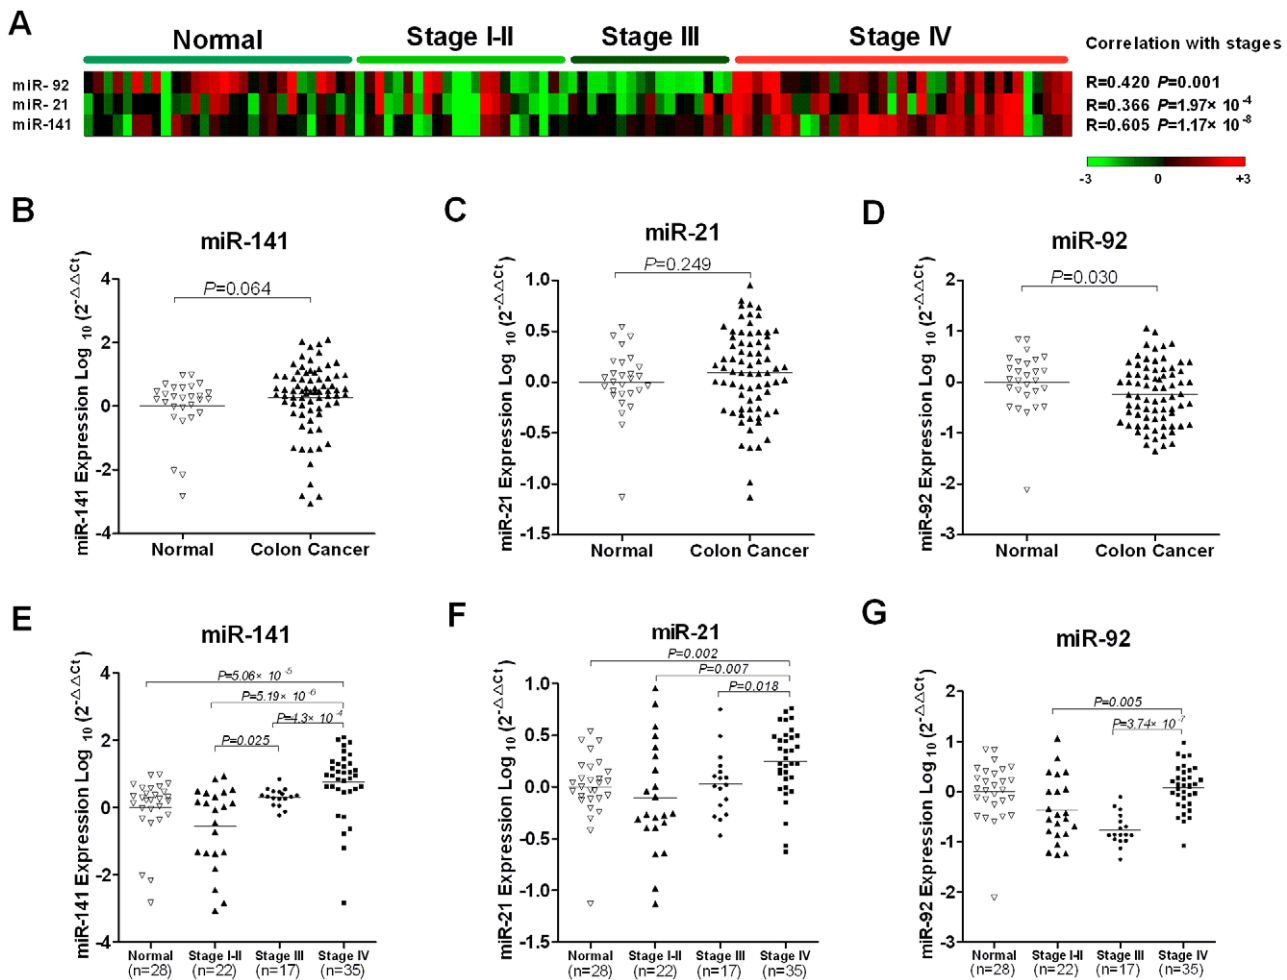 A
Normal
Stage I-II
Stage III
Stage IV
Correlation with stages
miR- 92
R=0.420 P=0.001
miR- 21
R=0.366 P=1.97× 10 -4
miR-141
R=0.605 P=1.17× 10 -8
-3 0 +3
B
miR-141
P=0.064
miR-141 Expression Log 10 (2-△△Ct)
4
2
0
-2
-4
Normal Colon Cancer
C
miR-21
P=0.249
miR-21 Expression Log 10 (2-△△Ct)
1.0
0.5
0.0
-0.5
-1.0
-1.5
Normal Colon Cancer
D
miR-92
P=0.030
miR-92 Expression Log 10 (2-△△Ct)
2
1
0
-1
-2
-3
Normal Colon Cancer
E
miR-141
P=5.06× 10 -5
P=5.19× 10 -6
P=4.3× 10 -4
P=0.025
miR-141 Expression Log 10 (2-△△Ct)
4
2
0
-2
-4
Normal Stage I-II Stage III Stage IV
(n=28) (n=22) (n=17) (n=35)
F
miR-21
P=0.002
P=0.007
P=0.018
miR-21 Expression Log 10 (2-△△Ct)
1.0
0.5
0.0
-0.5
-1.0
-1.5
Normal Stage I-II Stage III Stage IV
(n=28) (n=22) (n=17) (n=35)
G
miR-92
P=0.005
P=3.74× 10 -7
miR-92 Expression Log 10 (2-△△Ct)
2
1
0
-1
-2
-3
Normal Stage I-II Stage III Stage IV
(n=28) (n=22) (n=17) (n=35)